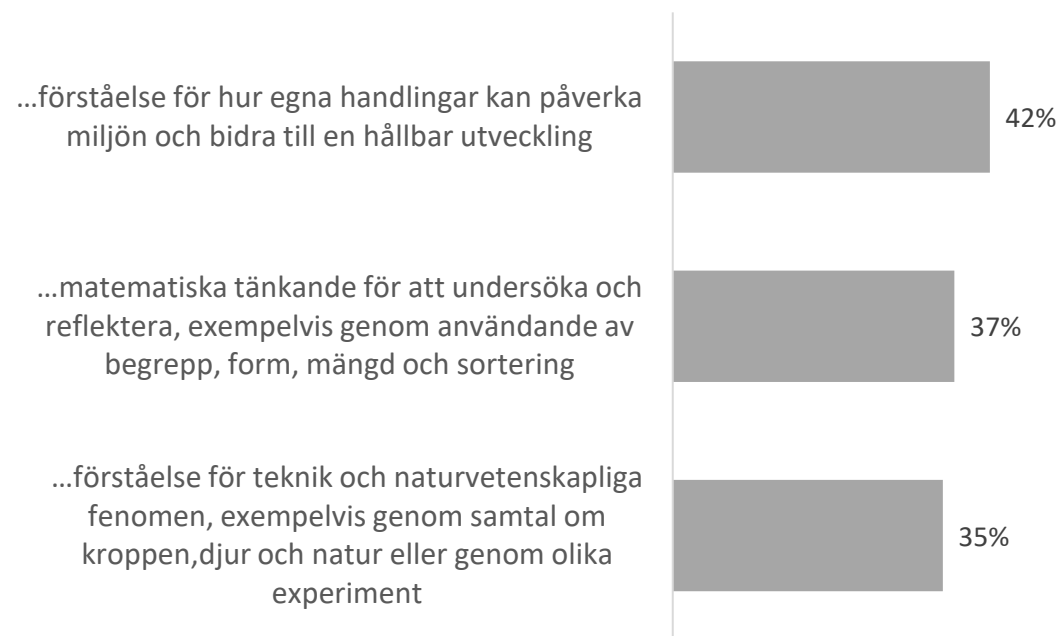 ...förståelse för hur egna handlingar kan påverka
miljön och bidra till en hållbar utveckling
42%
...matematiska tänkande för att undersöka och
reflektera, exempelvis genom användande av
begrepp, form, mängd och sortering
37%
...förståelse för teknik och naturvetenskapliga
fenomen, exempelvis genom samtal om
kroppen,djur och natur eller genom olika
experiment
35%